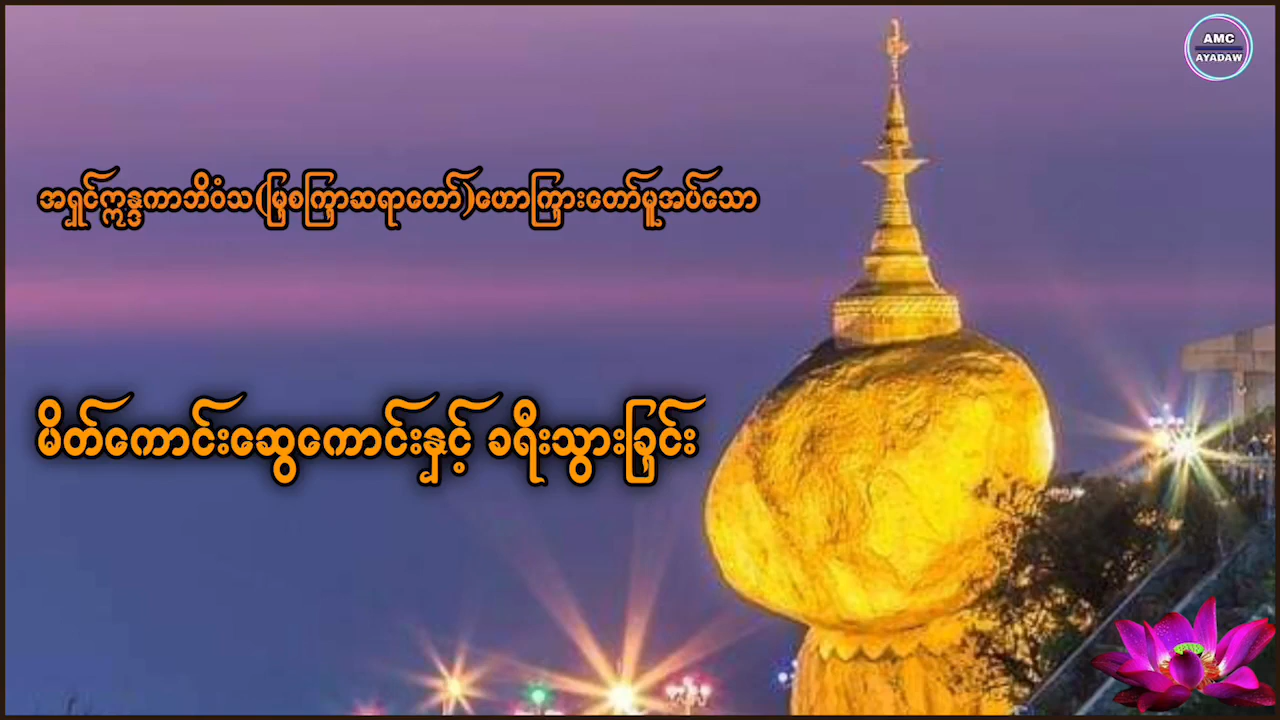 AMC
AYADAW
အရှင်ဣန္ဒကာဘိဝံသ(မြစကြာဆရာတော်)ဟောကြားတော်မူအပ်သော
မိတ်ကောင်းဆွေကောင်းနှင့် ခရီးသွားခြင်း